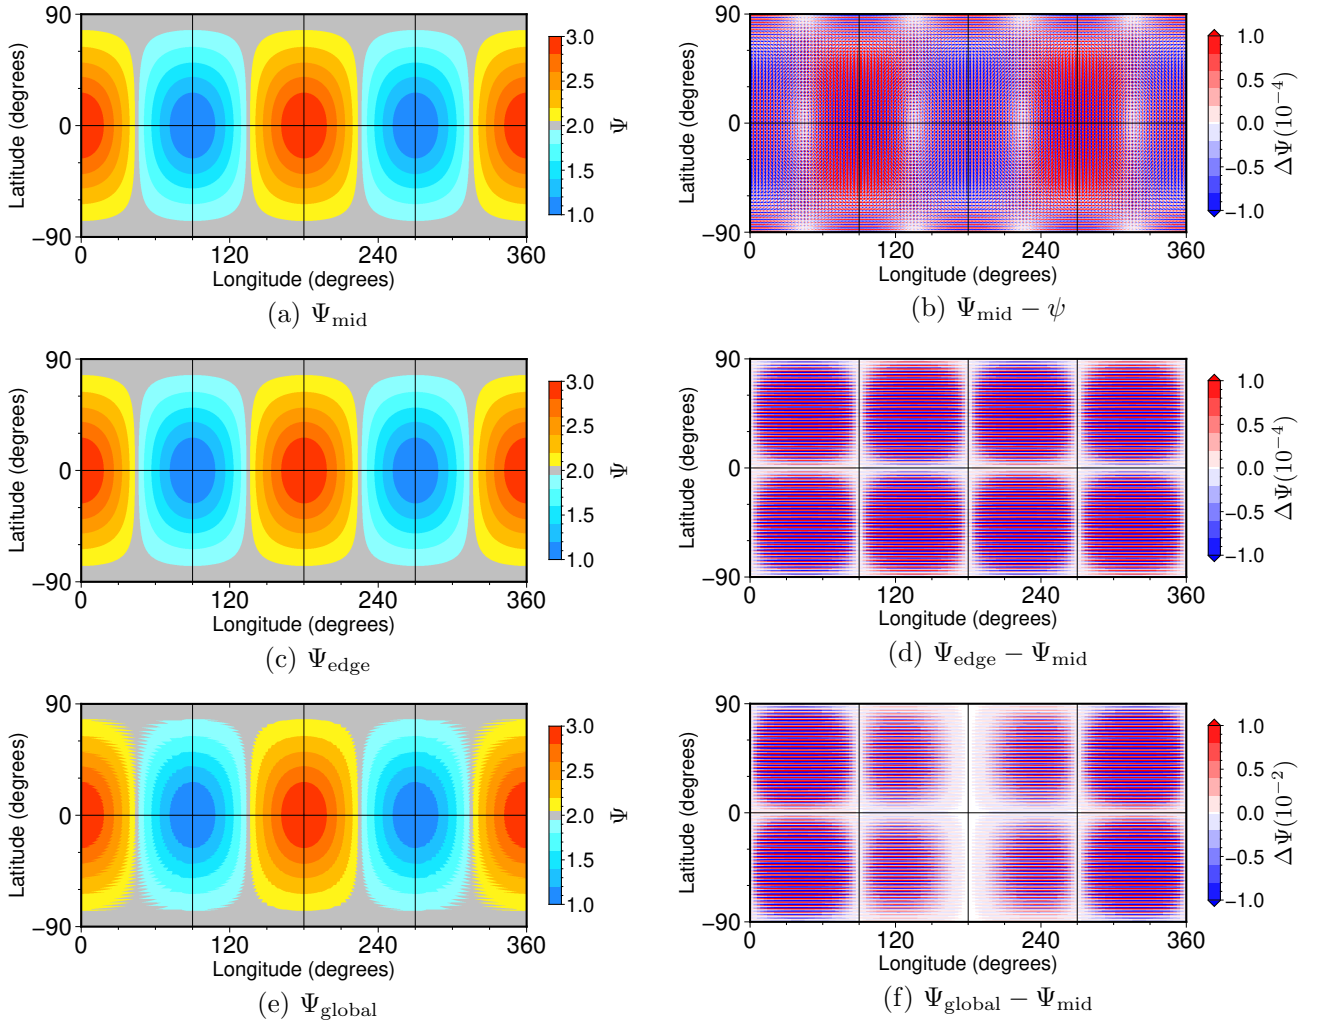 90
0
−90
Latitude (degrees)
0 120 240 360
Longitude (degrees)
3.0
2.5
2.0
1.5
1.0
Ψ
(a) Ψmid
90
0
−90
Latitude (degrees)
0 120 240 360
Longitude (degrees)
1.0
0.5
0.0
−0.5
−1.0
ΔΨ(10−4)
(b) Ψmid − ψ
90
0
−90
Latitude (degrees)
0 120 240 360
Longitude (degrees)
3.0
2.5
2.0
1.5
1.0
Ψ
(c) Ψedge
90
0
−90
Latitude (degrees)
0 120 240 360
Longitude (degrees)
1.0
0.5
0.0
−0.5
−1.0
ΔΨ(10−4)
(d) Ψedge − Ψmid
90
0
−90
Latitude (degrees)
0 120 240 360
Longitude (degrees)
3.0
2.5
2.0
1.5
1.0
Ψ
(e) Ψglobal
90
0
−90
Latitude (degrees)
0 120 240 360
Longitude (degrees)
1.0
0.5
0.0
−0.5
−1.0
ΔΨ(10−2)
(f) Ψglobal − Ψmid